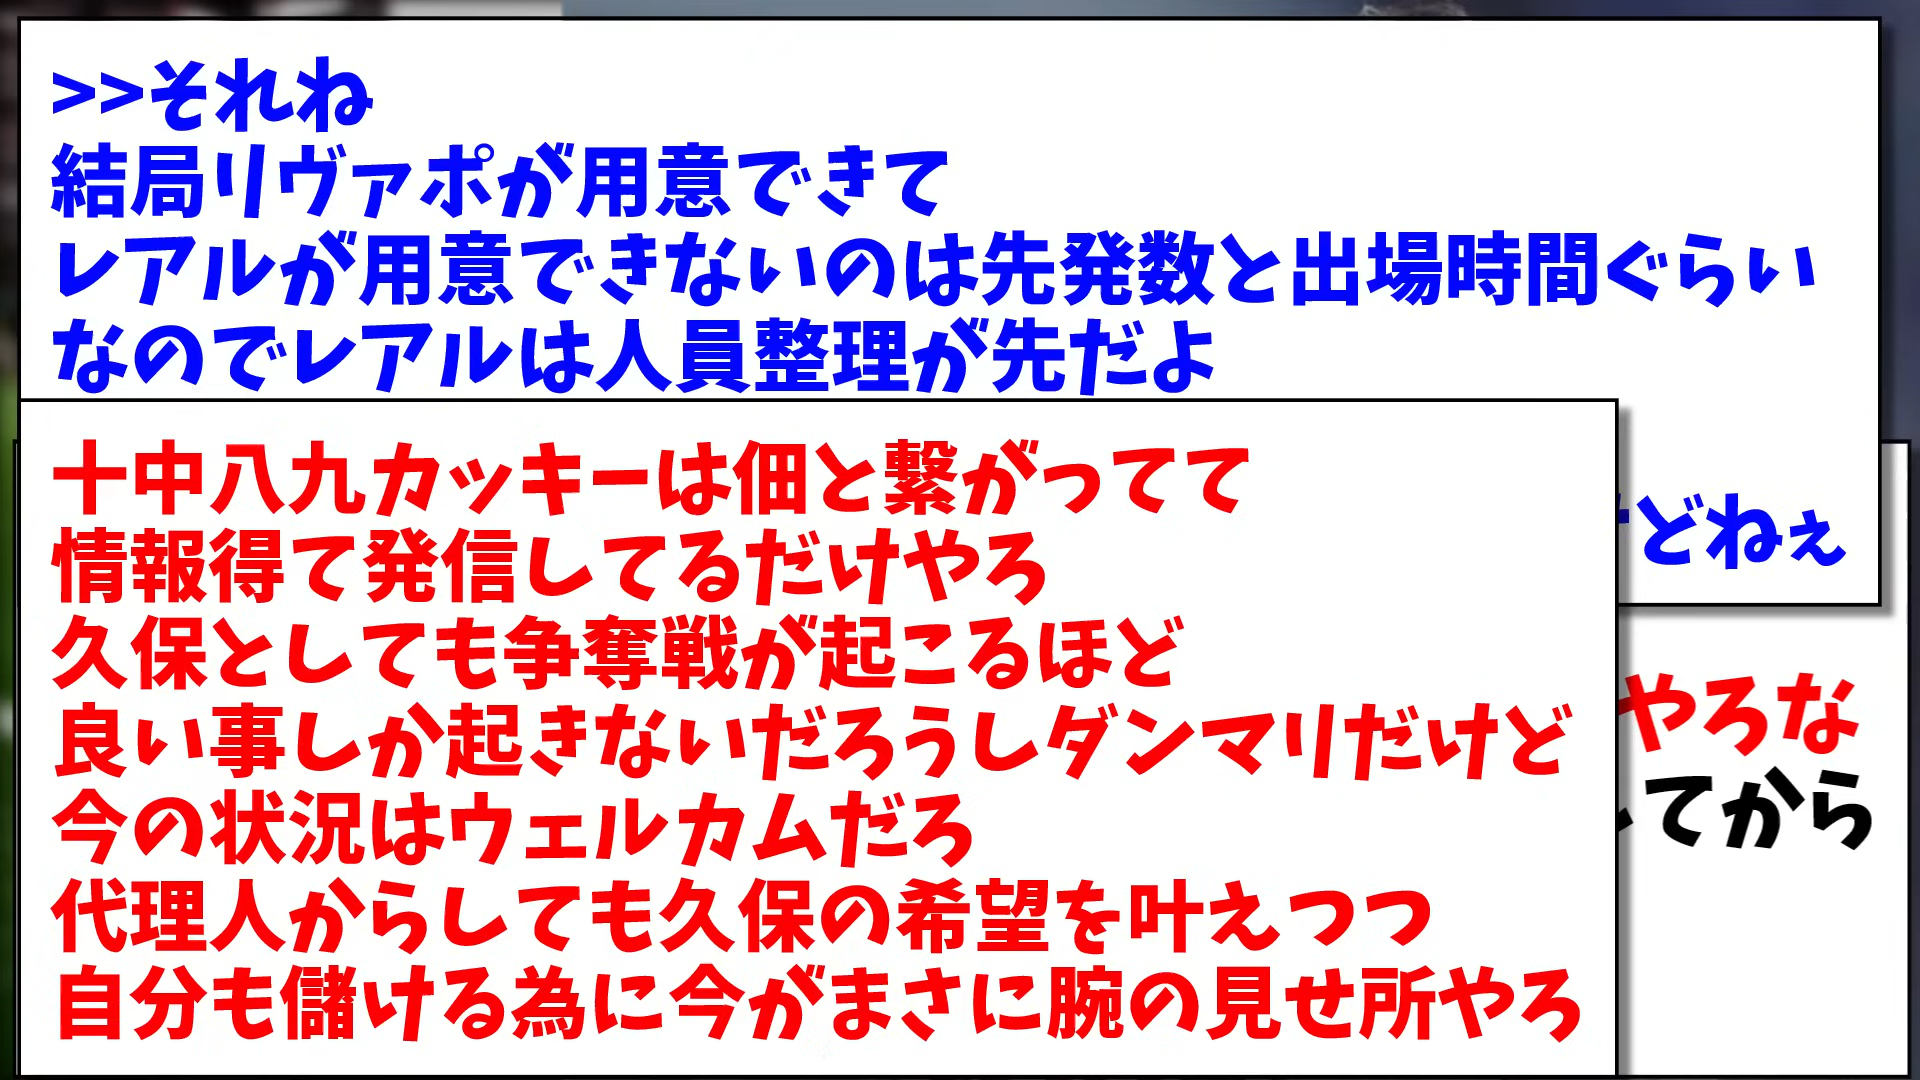 >>それね
結局リヴァポが用意できて
レアルが用意できないのは先発数と出場時間ぐらい
なのでレアルは人員整理が先だよ
どねぇ
十中八九カッキーは佃と繋がってて
情報得て発信してるだけやろ
久保としても争奪戦が起こるほど
良い事しか起きないだろうしダンマリだけど
今の状況はウェルカムだろ
代理人からしても久保の希望を叶えつつ
自分も儲ける為に今がまさに腕の見せ所やろ
やろな
てから